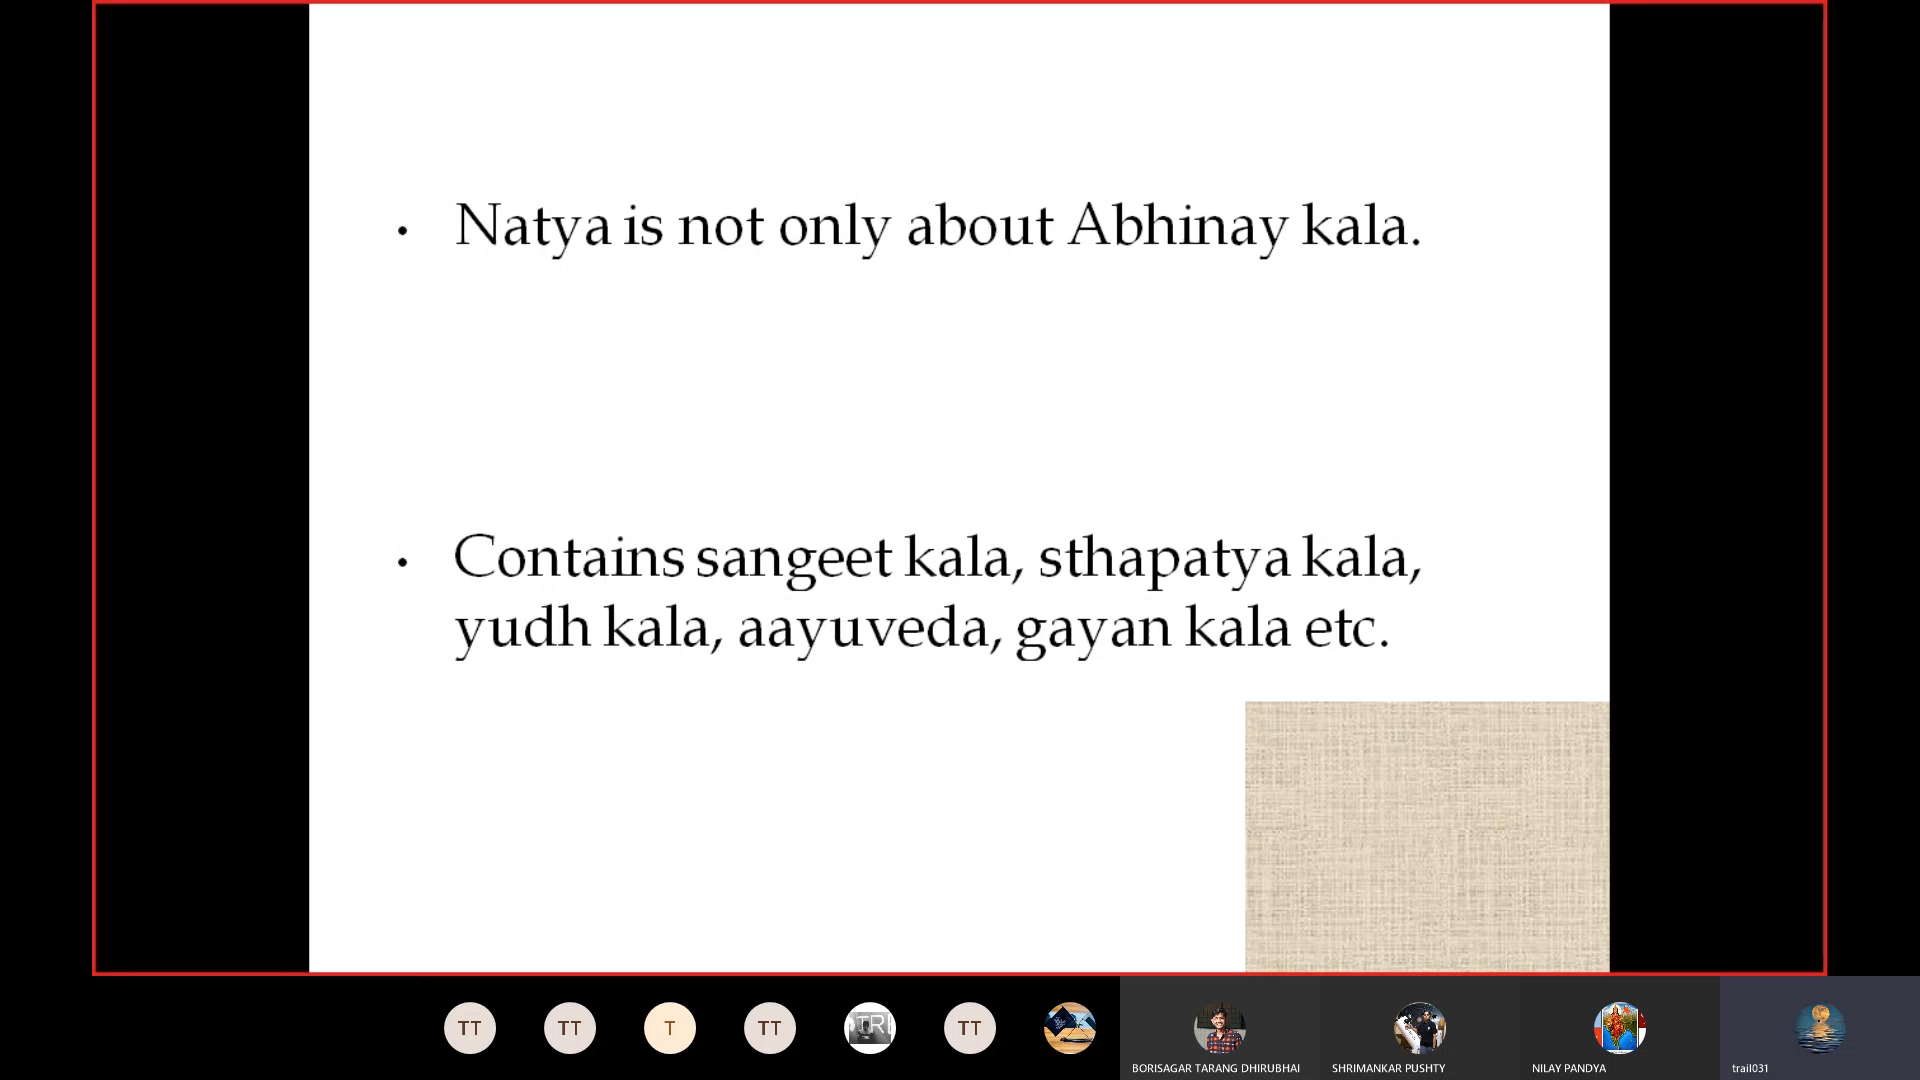 • Natya is not only about Abhinay kala.
• Contains sangeet kala, sthapatya kala,
yudh kala, aayuveda, gayan kala etc.
TT
TT
T
TT
TT
BORISAGAR TARANG DHIRUBHAI
SHRIMANKAR PUSHTY
NILAY PANDYA
trail031